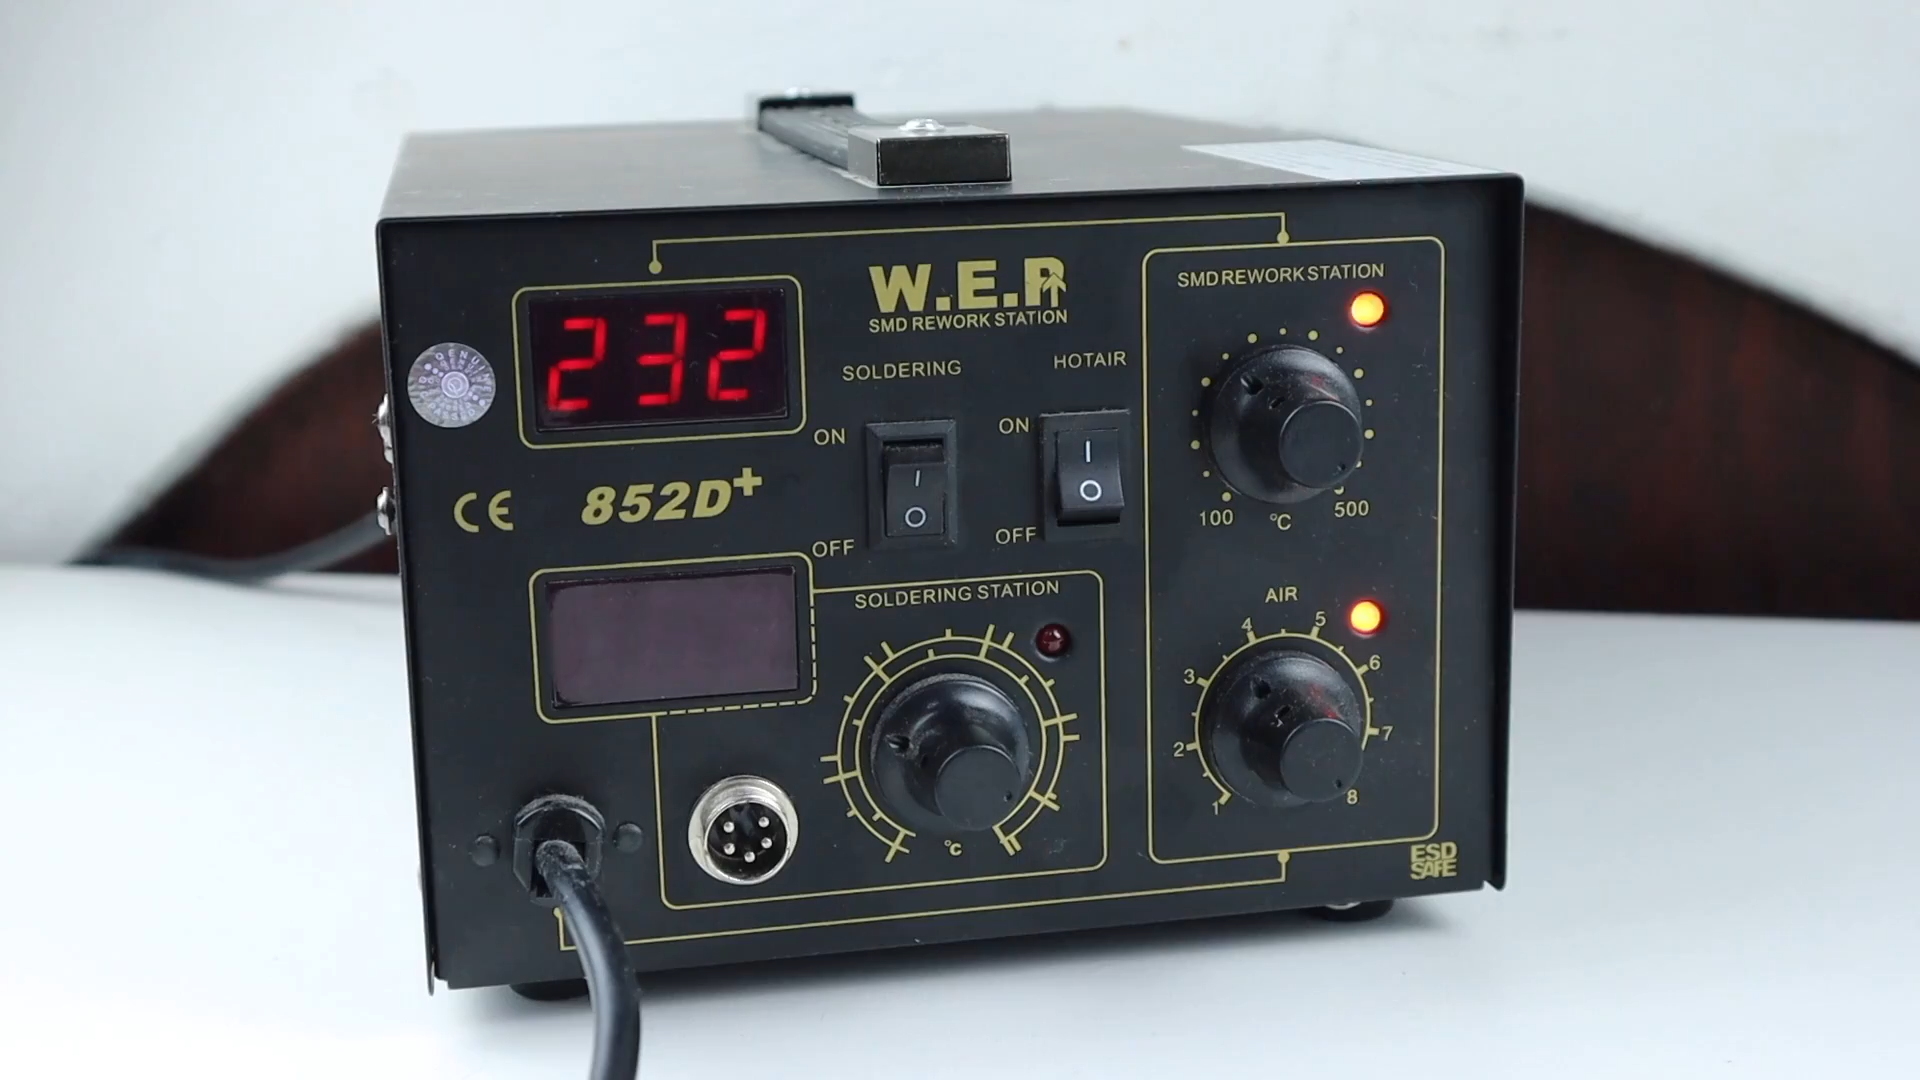 232
W.E.P
SMD REWORK STATION
SMD REWORK STATION
SOLDERING
HOTAIR
ON
ON
OFF
OFF
CE
852D+
100
°C
500
SOLDERING STATION
°C
AIR
1
2
3
4
5
6
7
8
ESD
SAFE